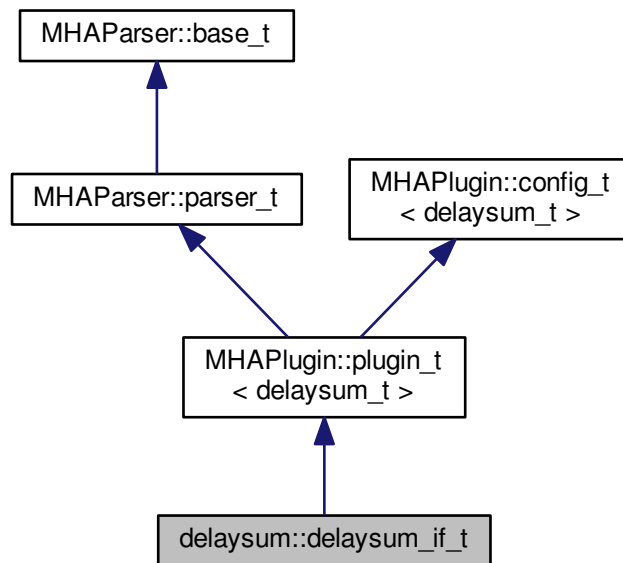 MHAParser::base_t
MHAParser::parser_t
MHAPlugin::config_t
< delaysum_t >
MHAPlugin::plugin_t
< delaysum_t >
delaysum::delaysum_if_t